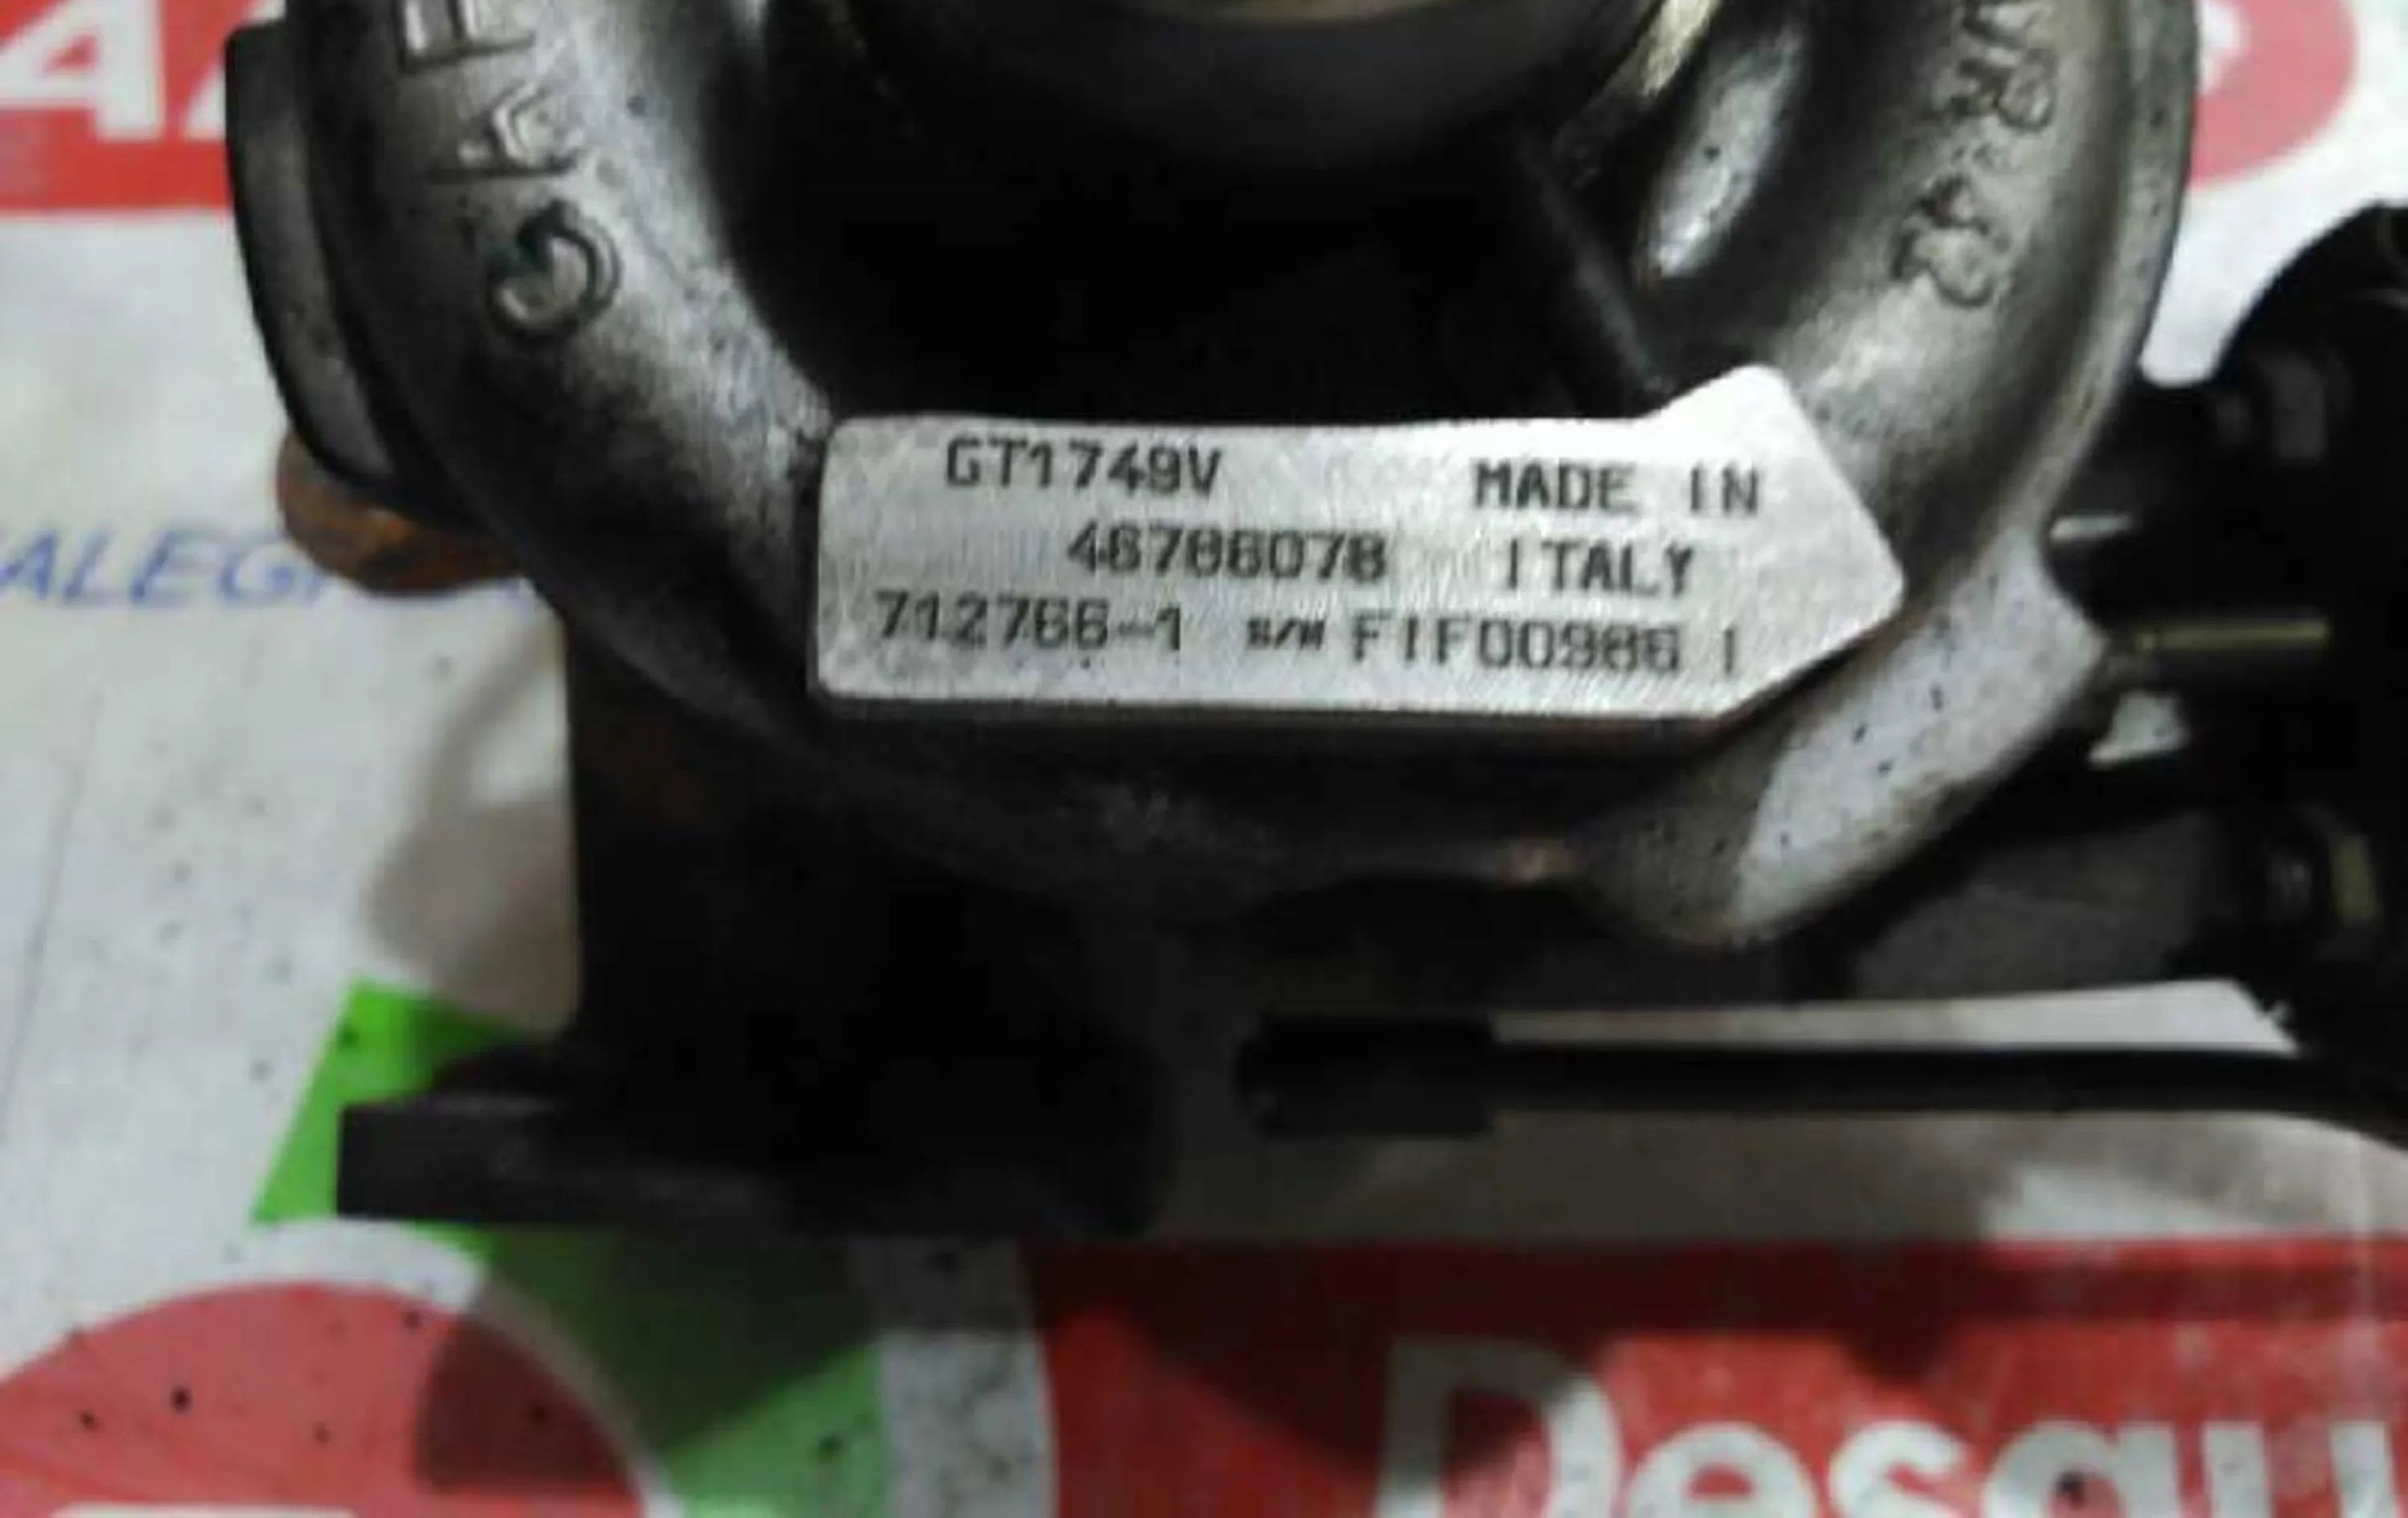 GT1749V MADE IN
46786078 ITALY
712766-1 S/N FIF00986 I
Desgu